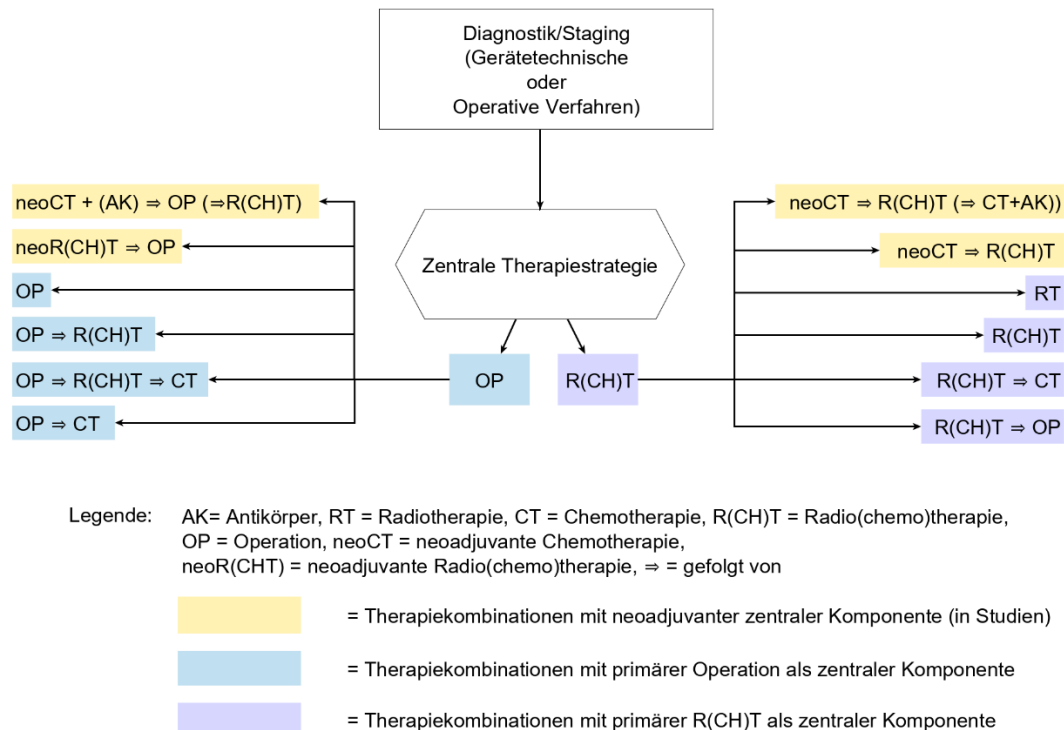 Diagnostik/Staging
(Gerätetechnische
oder
Operative Verfahren)
neoCT + (AK) ⇒ OP (⇒R(CH)T)
neoR(CH)T ⇒ OP
OP
OP ⇒ R(CH)T
OP ⇒ R(CH)T ⇒ CT
OP ⇒ CT
Zentrale Therapiestrategie
OP
R(CH)T
neoCT ⇒ R(CH)T (⇒ CT+AK))
neoCT ⇒ R(CH)T
RT
R(CH)T
R(CH)T ⇒ CT
R(CH)T ⇒ OP
Legende:
AK= Antikörper, RT = Radiotherapie, CT = Chemotherapie, R(CH)T = Radio(chemo)therapie,
OP = Operation, neoCT = neoadjuvante Chemotherapie,
neoR(CHT) = neoadjuvante Radio(chemo)therapie, ⇒ = gefolgt von
= Therapiekombinationen mit neoadjuvanter zentraler Komponente (in Studien)
= Therapiekombinationen mit primärer Operation als zentraler Komponente
= Therapiekombinationen mit primärer R(CH)T als zentraler Komponente